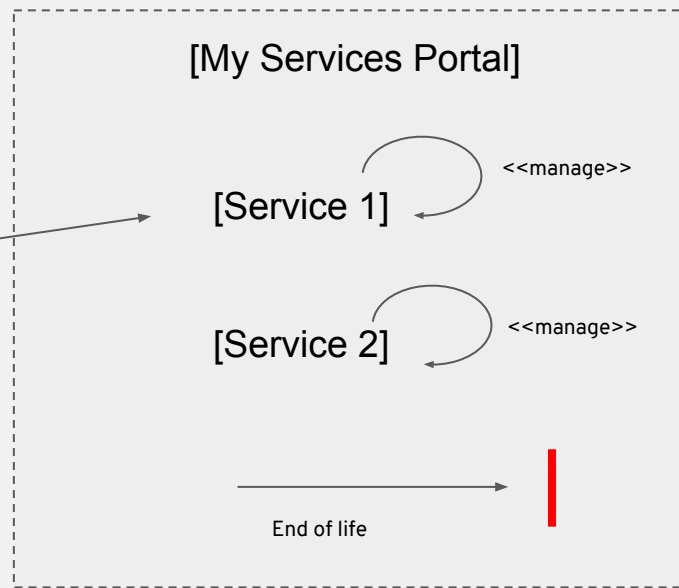 [My Services Portal]
<<manage>>
[Service 1]
<<manage>>
[Service 2]
End of life